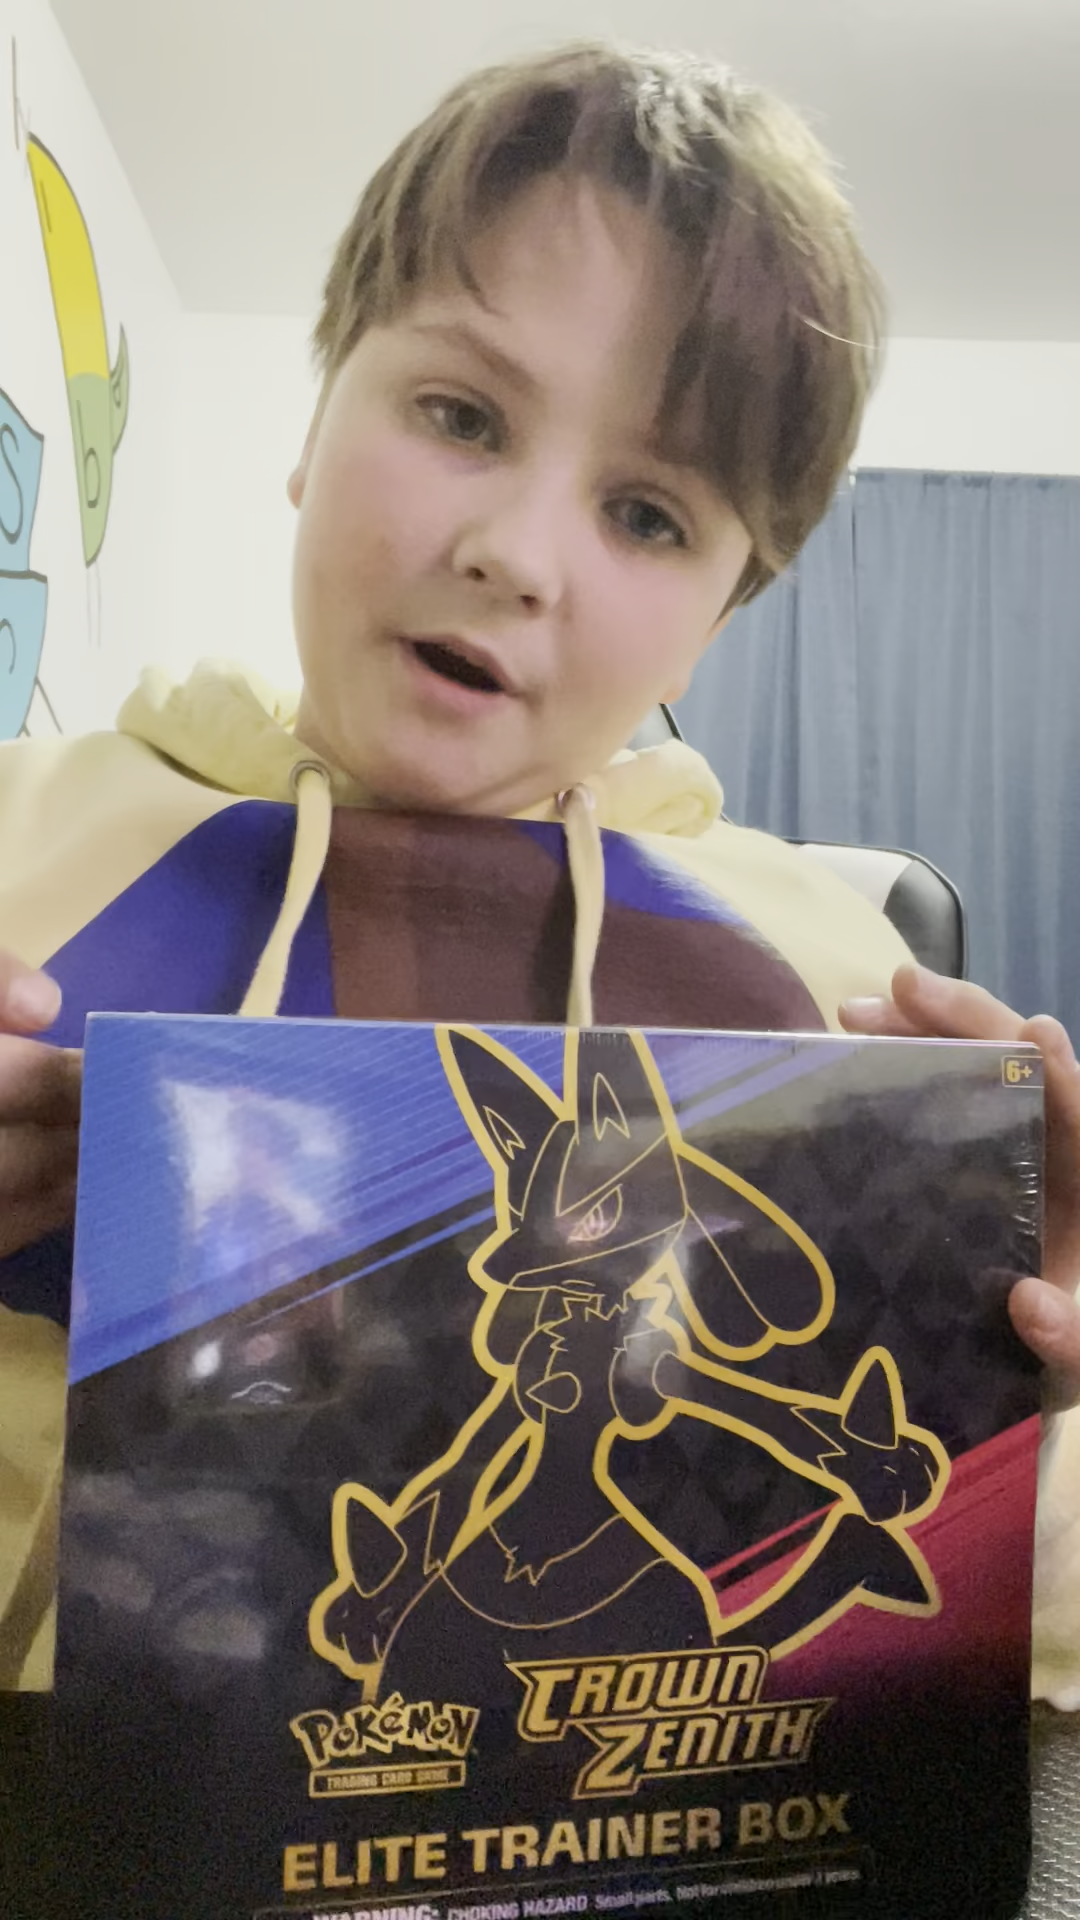 S
b
6+
POKéMON
TRADING CARD GAME
CROWN
ZENITH
ELITE TRAINER BOX
WARNING: CHOKING HAZARD Small parts. Not for children under 3 years.